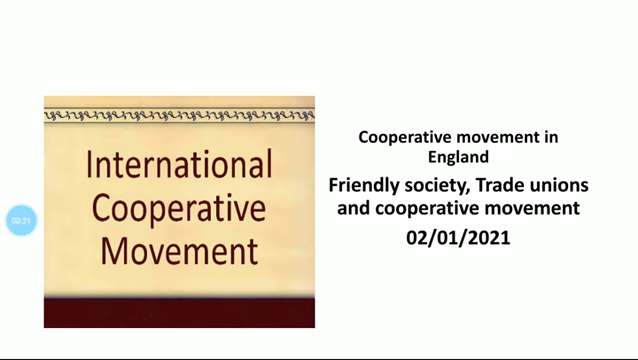 International
Cooperative
Movement
00:21
Cooperative movement in
England
Friendly society, Trade unions
and cooperative movement
02/01/2021